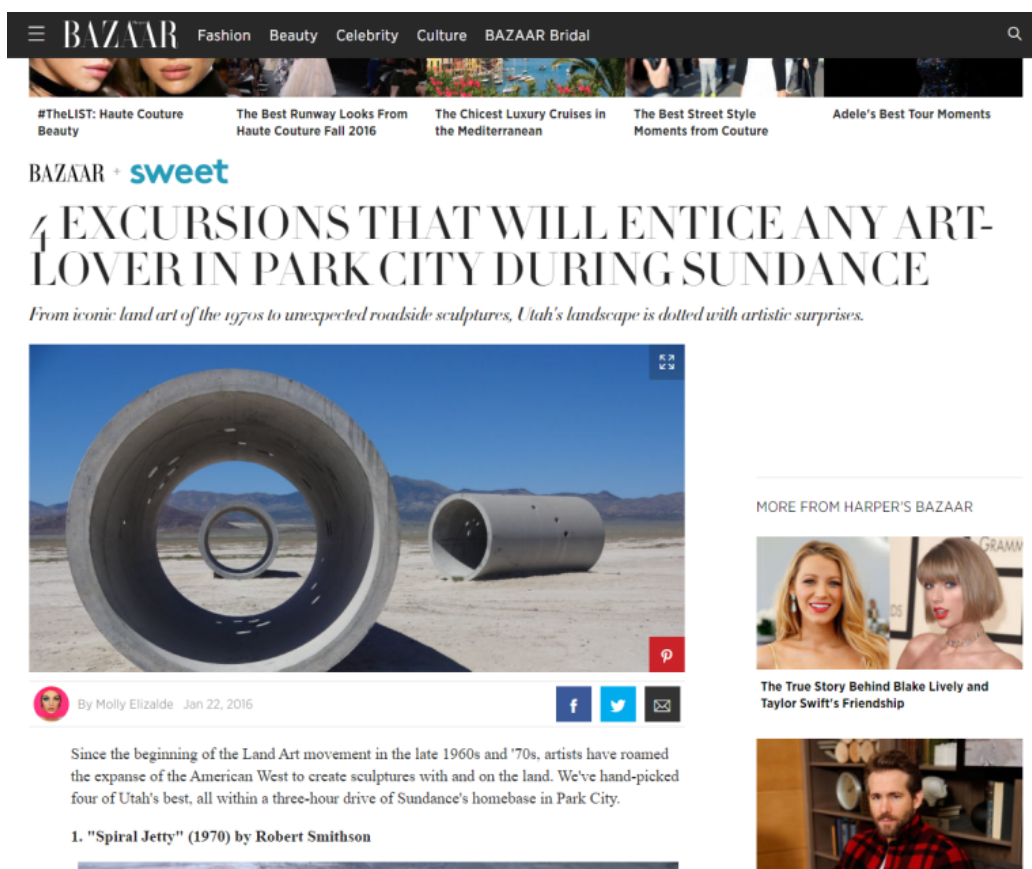 BAZAAR Fashion Beauty Celebrity Culture BAZAAR Bridal
#TheLIST: Haute Couture
Beauty
The Best Runway Looks From
Haute Couture Fall 2016
The Chicest Luxury Cruises in
the Mediterranean
The Best Street Style
Moments from Couture
Adele's Best Tour Moments
BAZAAR + sweet
4 EXCURSIONS THAT WILL ENTICE ANY ART-
LOVER IN PARK CITY DURING SUNDANCE
From iconic land art of the 1970s to unexpected roadside sculptures, Utah's landscape is dotted with artistic surprises.
By Molly Elizalde Jan 22, 2016
Since the beginning of the Land Art movement in the late 1960s and '70s, artists have roamed
the expanse of the American West to create sculptures with and on the land. We've hand-picked
four of Utah's best, all within a three-hour drive of Sundance's homebase in Park City.
1. "Spiral Jetty" (1970) by Robert Smithson
MORE FROM HARPER'S BAZAAR
The True Story Behind Blake Lively and
Taylor Swift's Friendship